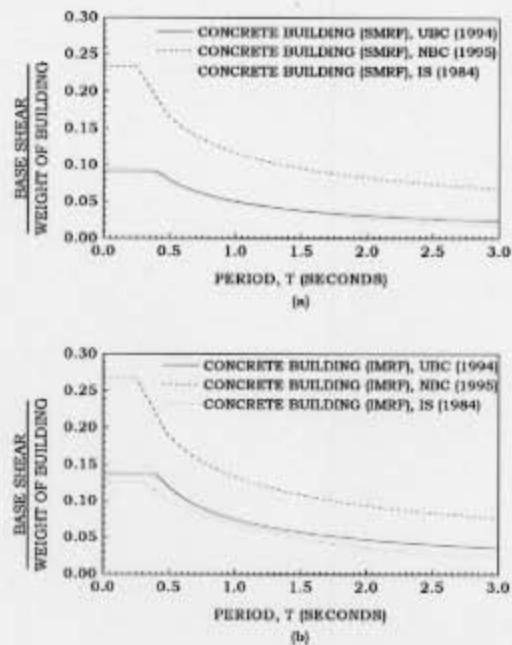 0.30
CONCRETE BUILDING (SMRF), UBC (1994)
0.25
CONCRETE BUILDING (SMRF), NBC (1995)
CONCRETE BUILDING (SMRF), IS (1984)
0.20
BASE SHEAR
WEIGHT OF BUILDING
0.15
0.10
0.05
0.00
0.0 0.5 1.0 1.5 2.0 2.5 3.0
PERIOD, T (SECONDS)
(a)
0.30
CONCRETE BUILDING (IMRF), UBC (1994)
0.25
CONCRETE BUILDING (IMRF), NBC (1995)
CONCRETE BUILDING (IMRF), IS (1984)
0.20
BASE SHEAR
WEIGHT OF BUILDING
0.15
0.10
0.05
0.00
0.0 0.5 1.0 1.5 2.0 2.5 3.0
PERIOD, T (SECONDS)
(b)